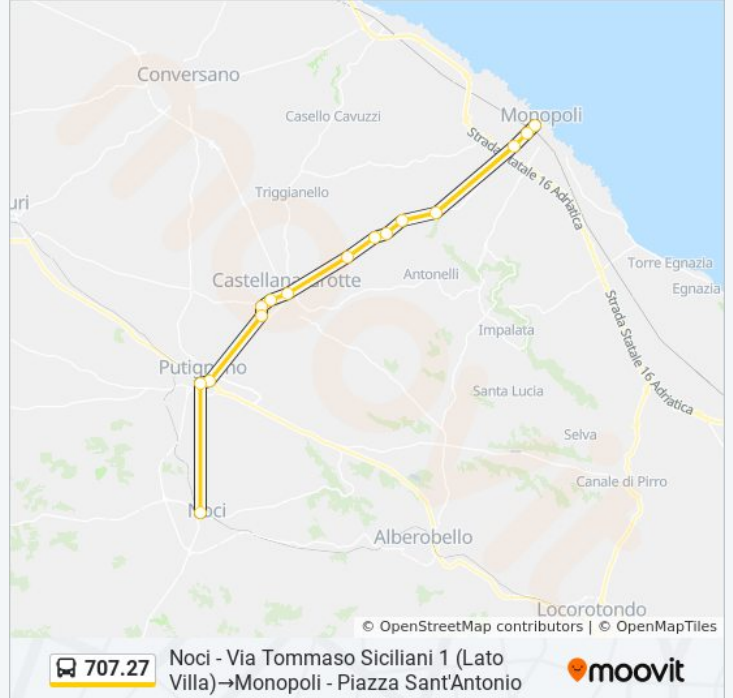 Conversano
Casello Cavuzzi
Monopoli
Strada Statale 16 Adriatica
Triggianello
uri
Torre Egnazia
Castellana Grotte
Antonelli
Egnazia
Strada Statale 16 Adriatica
Impalata
Putignano
Santa Lucia
Selva
Canale di Pirro
Noci
Alberobello
Locorotondo
© OpenStreetMap contributors | © OpenMapTiles
707.27
Noci - Via Tommaso Siciliani 1 (Lato
Villa)→Monopoli - Piazza Sant'Antonio
moovit
moovit